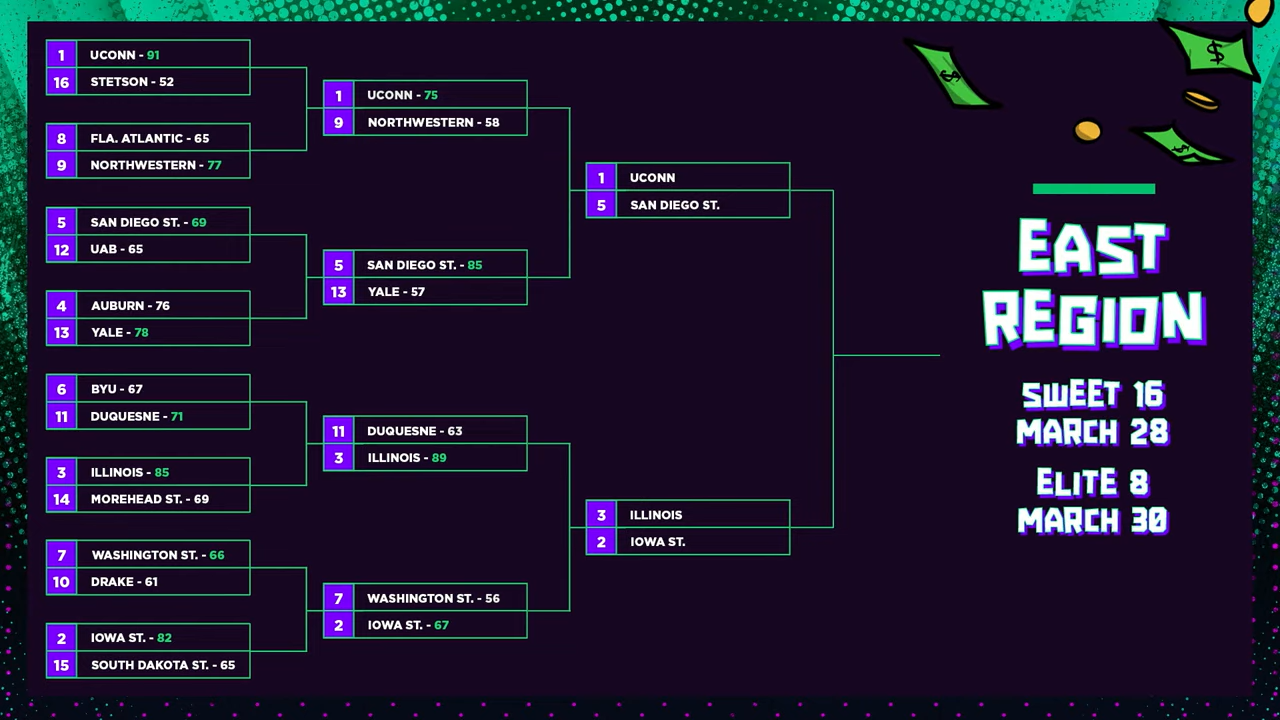 1 UCONN - 91
16 STETSON - 52
8 FLA. ATLANTIC - 65
9 NORTHWESTERN - 77
5 SAN DIEGO ST. - 69
12 UAB - 65
4 AUBURN - 76
13 YALE - 78
6 BYU - 67
11 DUQUESNE - 71
3 ILLINOIS - 85
14 MOREHEAD ST. - 69
7 WASHINGTON ST. - 66
10 DRAKE - 61
2 IOWA ST. - 82
15 SOUTH DAKOTA ST. - 65
1 UCONN - 75
9 NORTHWESTERN - 58
5 SAN DIEGO ST. - 85
13 YALE - 57
11 DUQUESNE - 63
3 ILLINOIS - 89
7 WASHINGTON ST. - 56
2 IOWA ST. - 67
1 UCONN
5 SAN DIEGO ST.
3 ILLINOIS
2 IOWA ST.
$
$
EAST
REGION
SWEET 16
MARCH 28
ELITE 8
MARCH 30